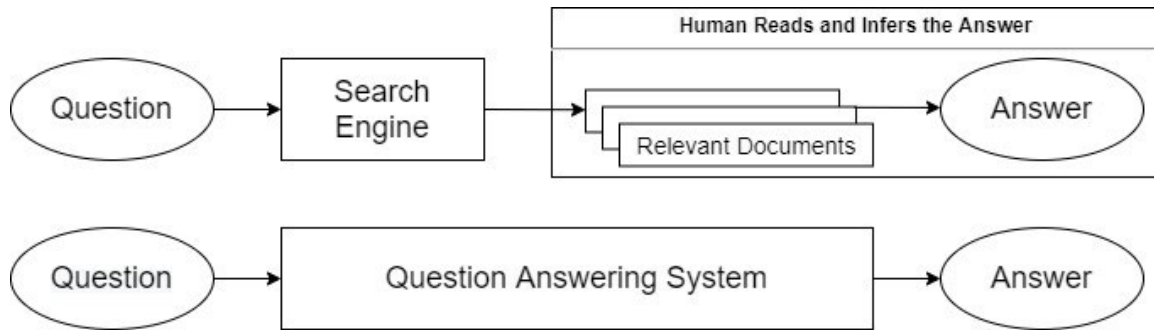 Human Reads and Infers the Answer
Question
Search
Engine
Relevant Documents
Answer
Question
Question Answering System
Answer